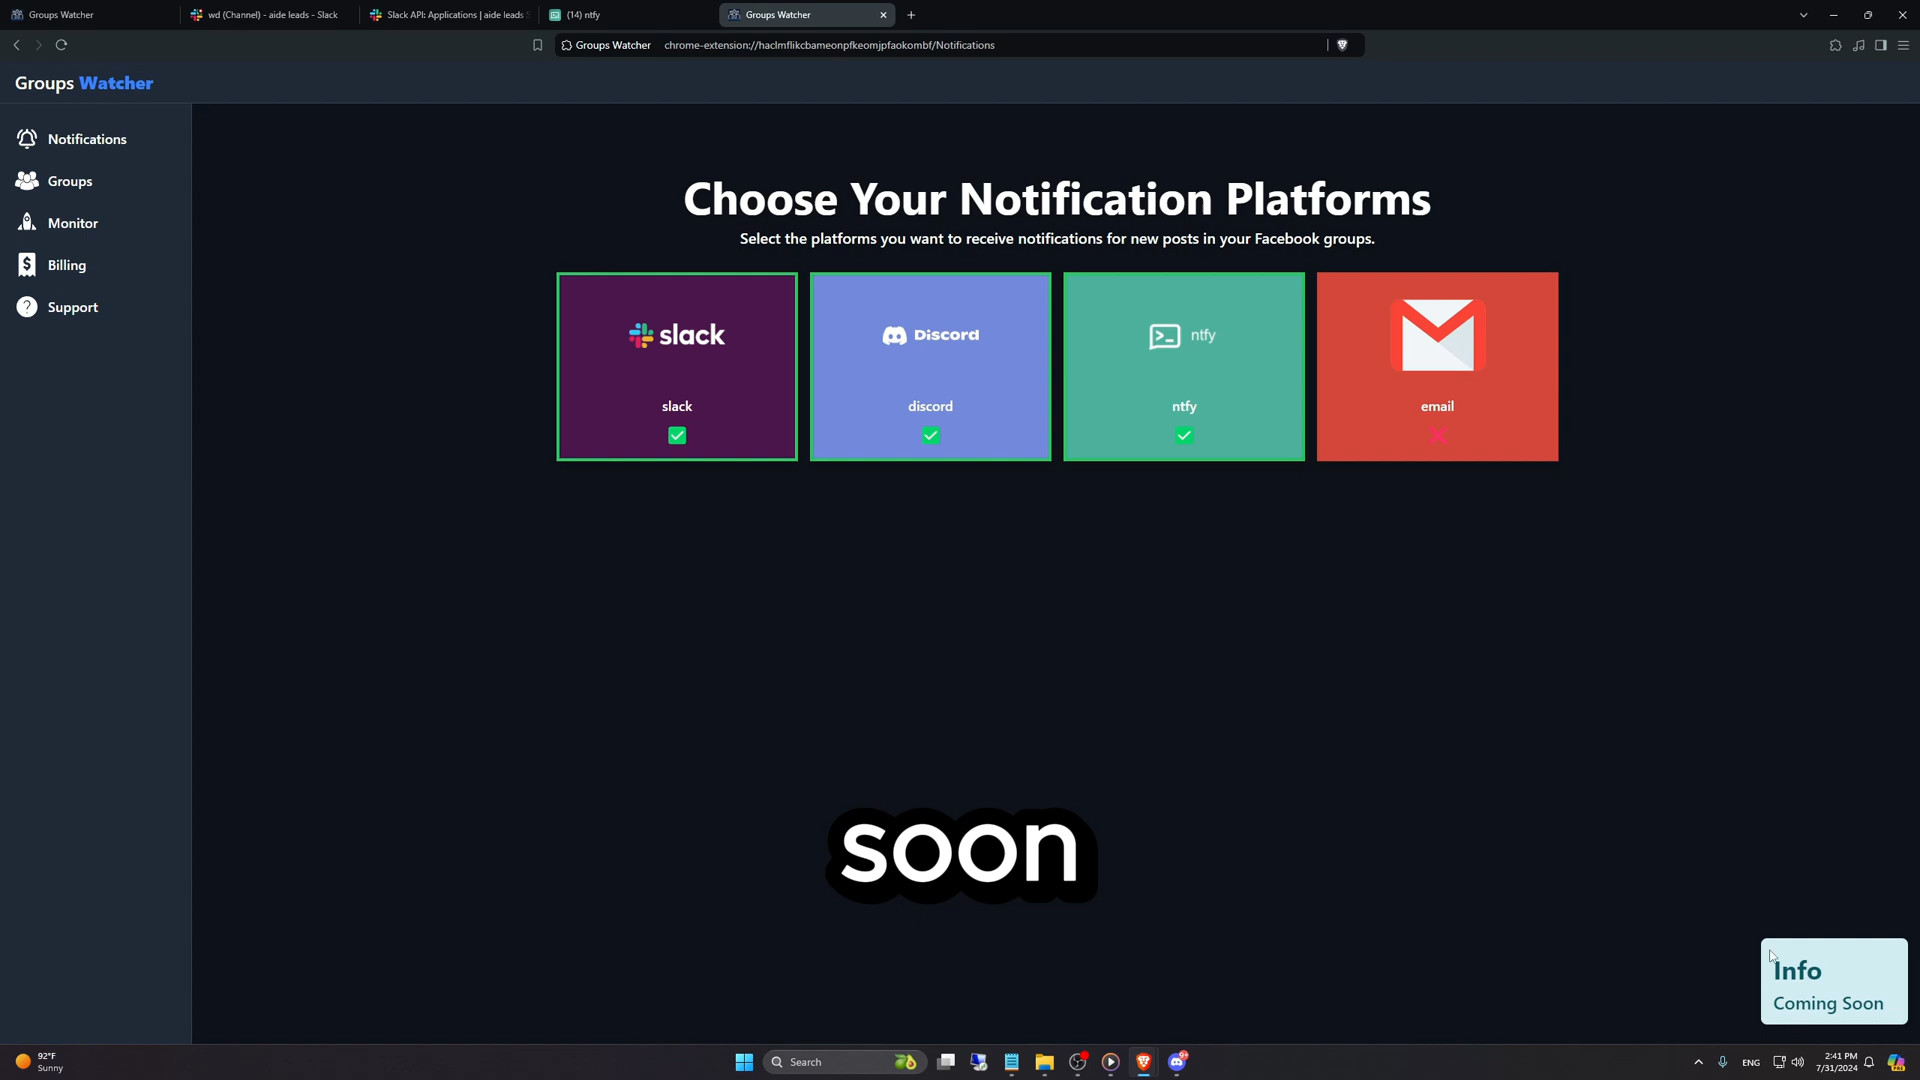 Groups Watcher
wd (Channel) - aide leads - Slack
Slack API: Applications | aide leads S
(14) ntfy
Groups Watcher
Groups Watcher chrome-extension://haclmflikcbameonpfkeomjpfaokombf/Notifications
Groups Watcher
Notifications
Groups
Monitor
Billing
Support
Choose Your Notification Platforms
Select the platforms you want to receive notifications for new posts in your Facebook groups.
slack
Discord
ntfy
slack
discord
ntfy
email
soon
Info
Coming Soon
92°F
Sunny
Search
ENG
2:41 PM
7/31/2024